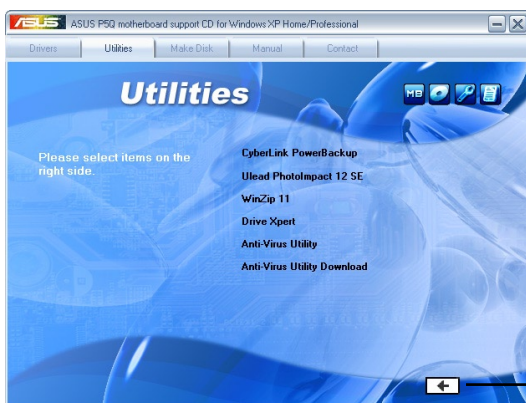 ASUS ASUS P5Q motherboard support CD for Windows XP Home/Professional
Drivers Utilities Make Disk Manual Contact
Utilities
MB
Please select items on the
right side.
CyberLink PowerBackup
Ulead PhotoImpact 12 SE
WinZip 11
Drive Xpert
Anti-Virus Utility
Anti-Virus Utility Download